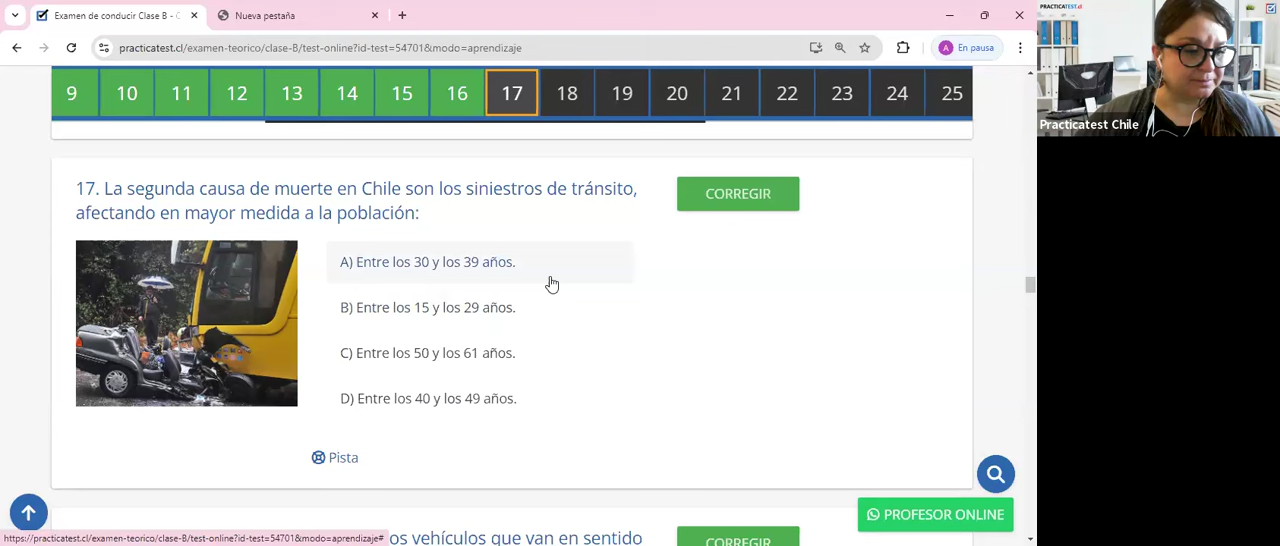 Examen de conducir Clase B - C
Nueva pestaña
practicatest.cl/examen-teorico/clase-B/test-online?id-test=54701&modo=aprendizaje
A
En pausa
PRACTICATEST.cl
Practicatest Chile
9 10 11 12 13 14 15 16 17 18 19 20 21 22 23 24 25
17. La segunda causa de muerte en Chile son los siniestros de tránsito,
afectando en mayor medida a la población:
CORREGIR
A) Entre los 30 y los 39 años.
B) Entre los 15 y los 29 años.
C) Entre los 50 y los 61 años.
D) Entre los 40 y los 49 años.
Pista
PROFESOR ONLINE
https://practicatest.cl/examen-teorico/clase-B/test-online?id-test=54701&modo=aprendizaje#
os vehículos que van en sentido
CORREGIR